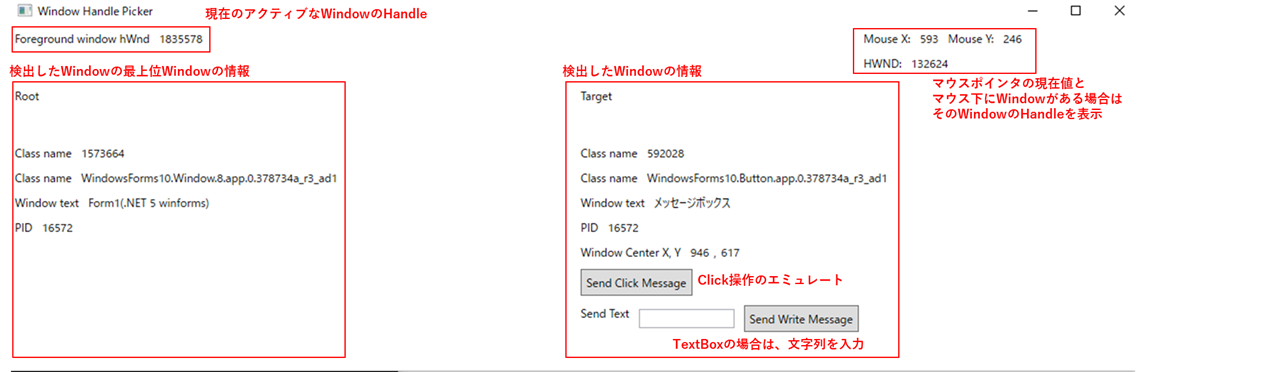 Window Handle Picker
現在のアクティブなWindowのHandle
Foreground window hWnd 1835578
Mouse X: 593 Mouse Y: 246
HWND: 132624
マウスポインタの現在値と
マウス下にWindowがある場合は
そのWindowのHandleを表示
検出したWindowの最上位Windowの情報
Root
Class name 1573664
Class name WindowsForms10.Window.8.app.0.378734a_r3_ad1
Window text Form1(.NET 5 winforms)
PID 16572
検出したWindowの情報
Target
Class name 592028
Class name WindowsForms10.Button.app.0.378734a_r3_ad1
Window text メッセージボックス
PID 16572
Window Center X, Y 946 , 617
Send Click Message
Click操作のエミュレート
Send Text
Send Write Message
TextBoxの場合は、文字列を入力